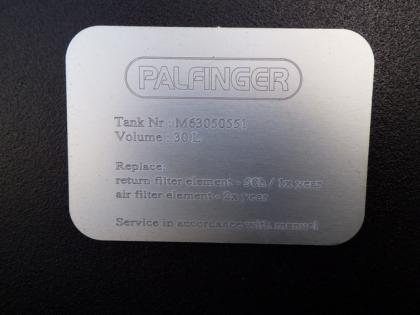 PALFINGER
Tank Nr : M63050551
Volume : 30 L
Replace:
return filter element - 50h / 1x year
air filter element - 2x year
Service in accordance with manuel